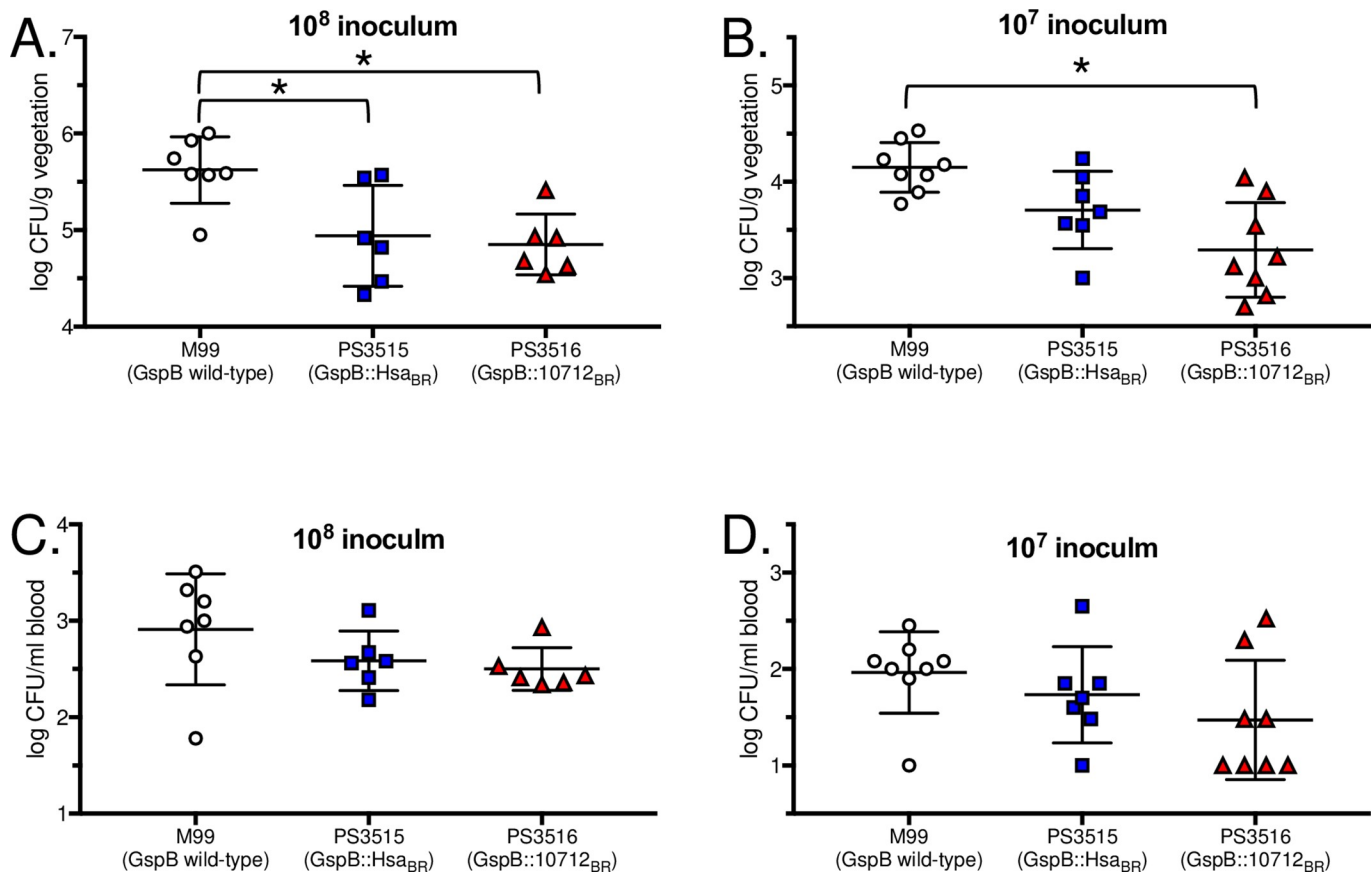 A.
10⁸ inoculum
log CFU/g vegetation
7
6
5
4
*
*
M99
(GspB wild-type)
PS3515
(GspB::Hsa_BR)
PS3516
(GspB::10712_BR)
B.
10⁷ inoculum
log CFU/g vegetation
5
4
3
*
M99
(GspB wild-type)
PS3515
(GspB::Hsa_BR)
PS3516
(GspB::10712_BR)
C.
10⁸ inoculm
log CFU/ml blood
4
3
2
1
M99
(GspB wild-type)
PS3515
(GspB::Hsa_BR)
PS3516
(GspB::10712_BR)
D.
10⁷ inoculm
log CFU/ml blood
3
2
1
M99
(GspB wild-type)
PS3515
(GspB::Hsa_BR)
PS3516
(GspB::10712_BR)